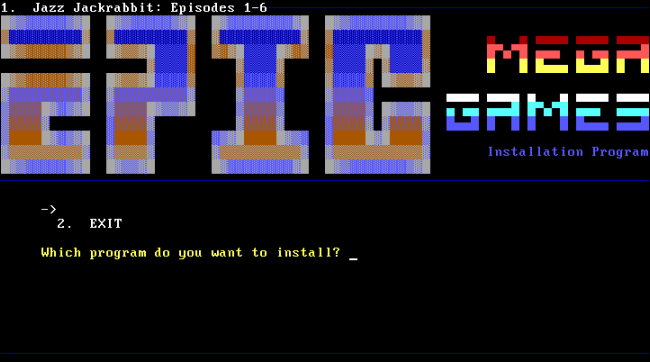 1.  Jazz Jackrabbit: Episodes 1-6
EPIC
MEGA
GAMES
Installation Program
->
2.  EXIT
Which program do you want to install? _